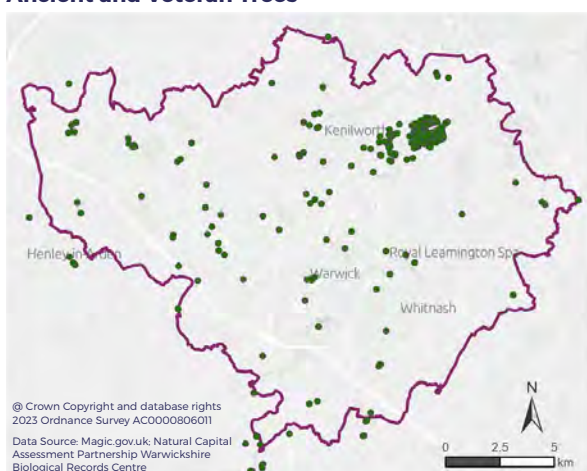 Ancient and Veteran Trees
Kenilworth
Henley-in-Arden
Royal Leamington Spa
Warwick
Whitnash
@ Crown Copyright and database rights
2023 Ordnance Survey AC0000806011
Data Source: Magic.gov.uk; Natural Capital
Assessment Partnership Warwickshire
Biological Records Centre
N
0 2.5 5
km